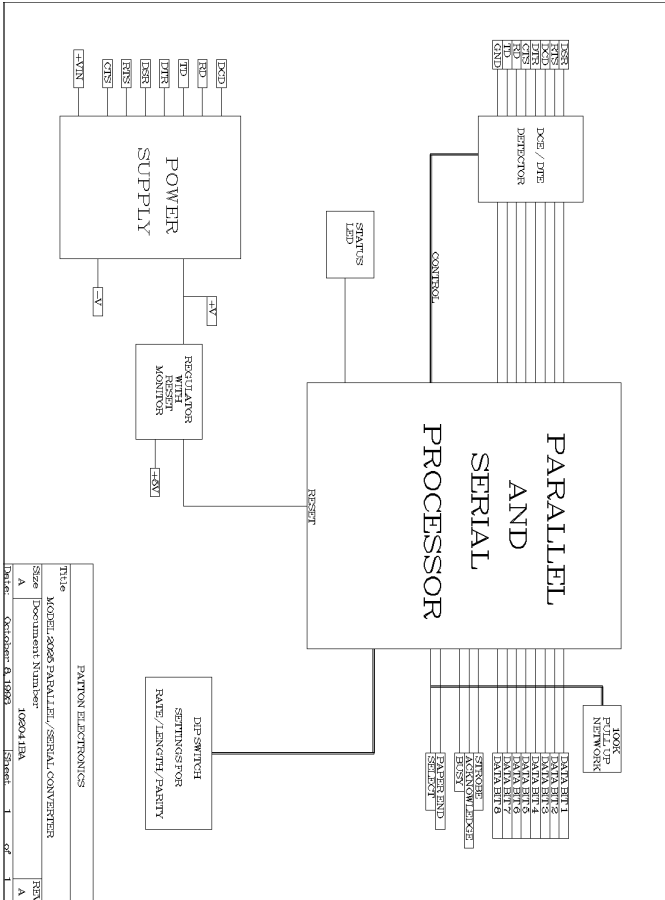 DSR
RTS
DCD
DTR
CTS
RD
TD
GND
DCE / DTE
DETECTOR
CONTROL
STATUS
LED
PARALLEL
AND
SERIAL
PROCESSOR
RESET
100K
PULL UP
NETWORK
DATA BIT 1
DATA BIT 2
DATA BIT 3
DATA BIT 4
DATA BIT 5
DATA BIT 6
DATA BIT 7
DATA BIT 8
STROBE
ACKNOWLEDGE
BUSY
PAPER END
SELECT
DCD
RD
TD
DTR
DSR
RTS
CTS
+VIN
POWER
SUPPLY
+V
-V
REGULATOR
WITH
RESET
MONITOR
+5V
DIP SWITCH
SETTINGS FOR
RATE/LENGTH/PARITY
PATTON ELECTRONICS
Title
MODEL 2025 PARALLEL/SERIAL CONVERTER
Size Document Number REV
A 102041BA A
Date: October 8, Sheet 1 of 1